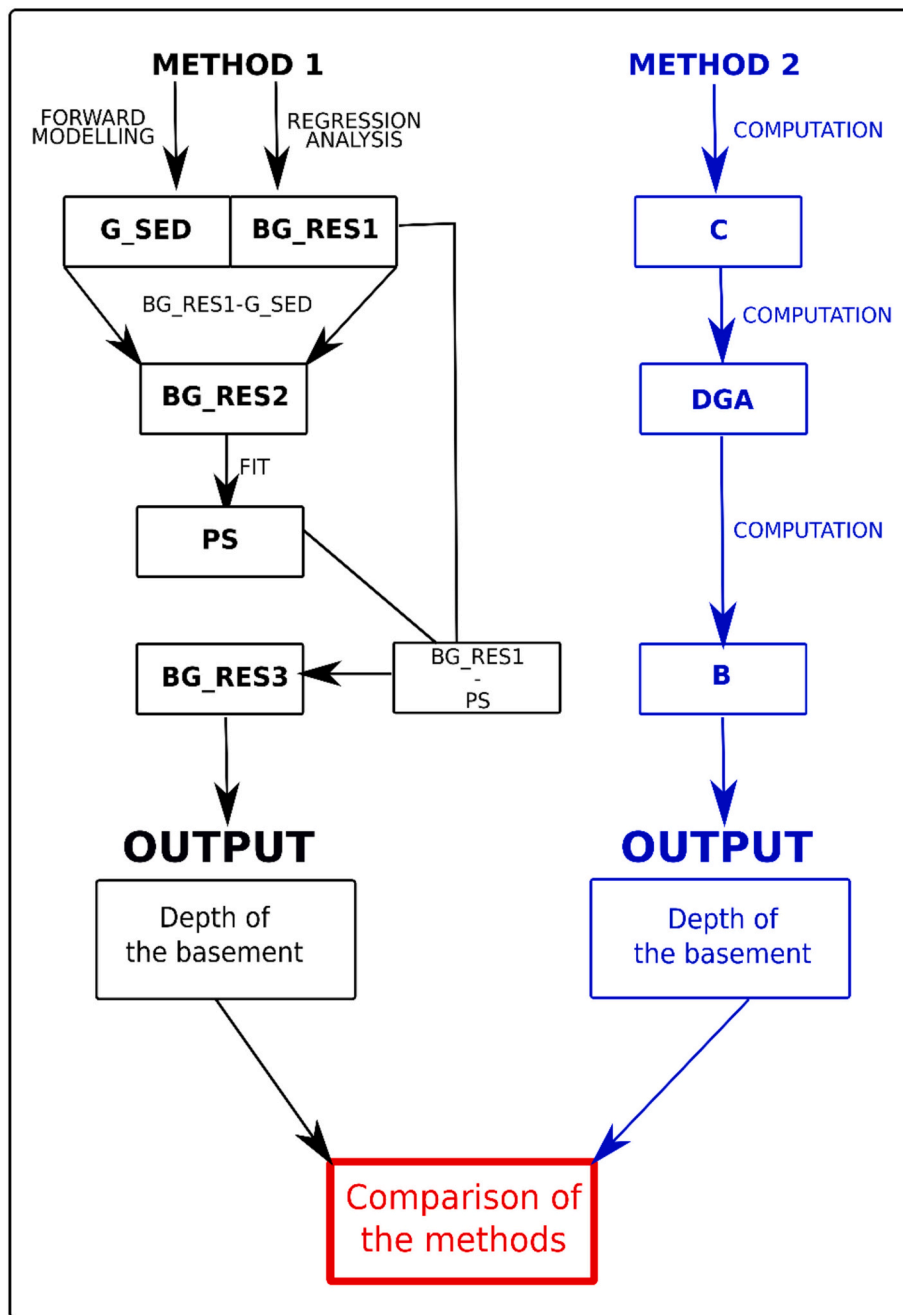 METHOD 1
FORWARD
MODELLING
REGRESSION
ANALYSIS
G_SED
BG_RES1
BG_RES1-G_SED
BG_RES2
FIT
PS
BG_RES1
-
PS
BG_RES3
OUTPUT
Depth of
the basement
METHOD 2
COMPUTATION
C
COMPUTATION
DGA
COMPUTATION
B
OUTPUT
Depth of
the basement
Comparison of
the methods